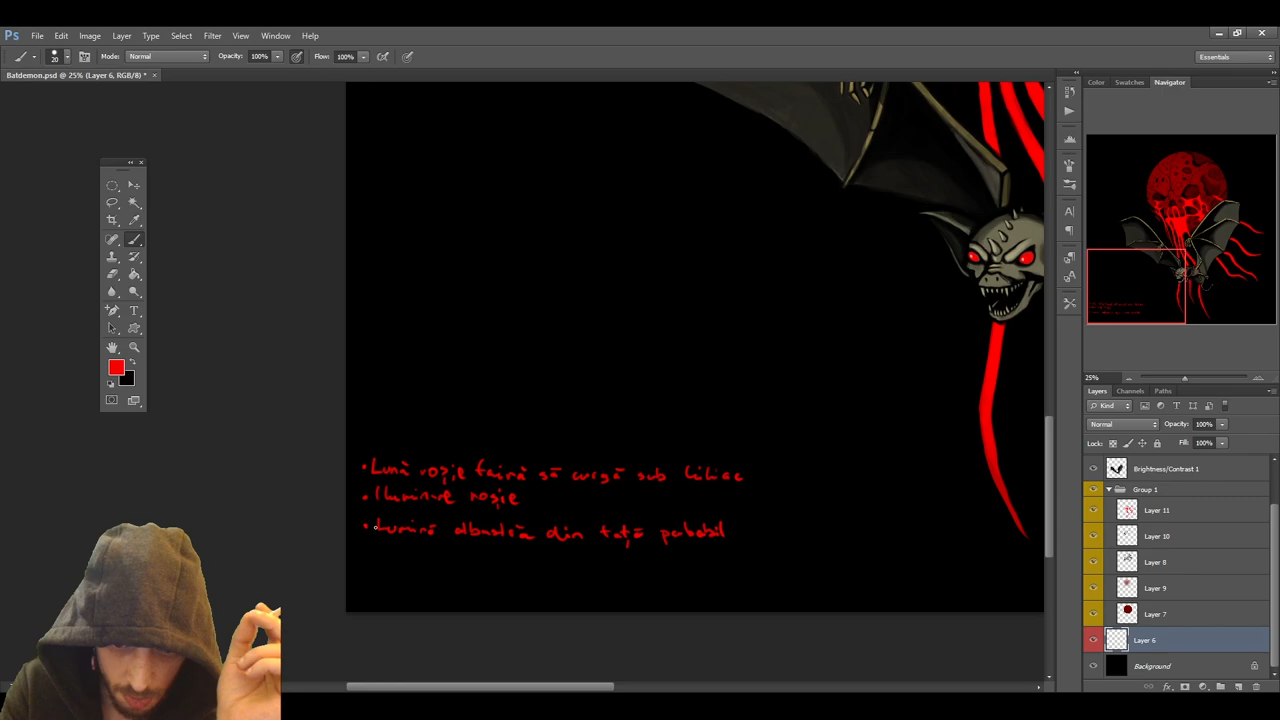 Ps File Edit Image Layer Type Select Filter View Window Help
20 Mode: Normal Opacity: 100% Flow: 100% Essentials
Batdemon.psd @ 25% (Layer 6, RGB/8) *
Color Swatches Navigator
25%
Layers Channels Paths
Kind
Normal Opacity: 100%
Lock: Fill: 100%
Brightness/Contrast 1
Group 1
Layer 11
Layer 10
Layer 8
Layer 9
Layer 7
Layer 6
Background
• Lună roșie să curgă sub liliac
• Iluminare roșie
• Lumină albastră din față